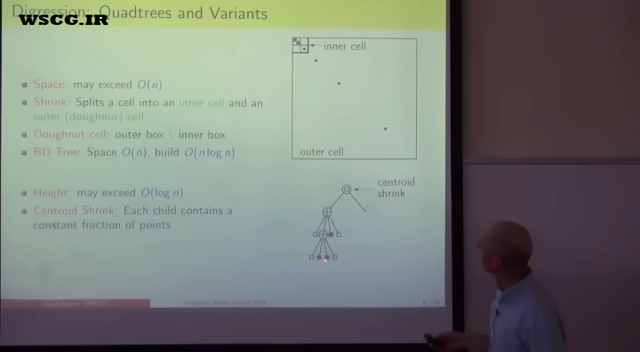 Digression: Quadtrees and Variants
WSCG.IR
Space: may exceed O(n)
Shrink: Splits a cell into an inner cell and an
outer (doughnut) cell
Doughnut cell: outer box \ inner box
BD Tree: Space O(n), build O(n log n)
Height: may exceed O(log n)
Centroid Shrink: Each child contains a
constant fraction of points
inner cell
outer cell
centroid
shrink